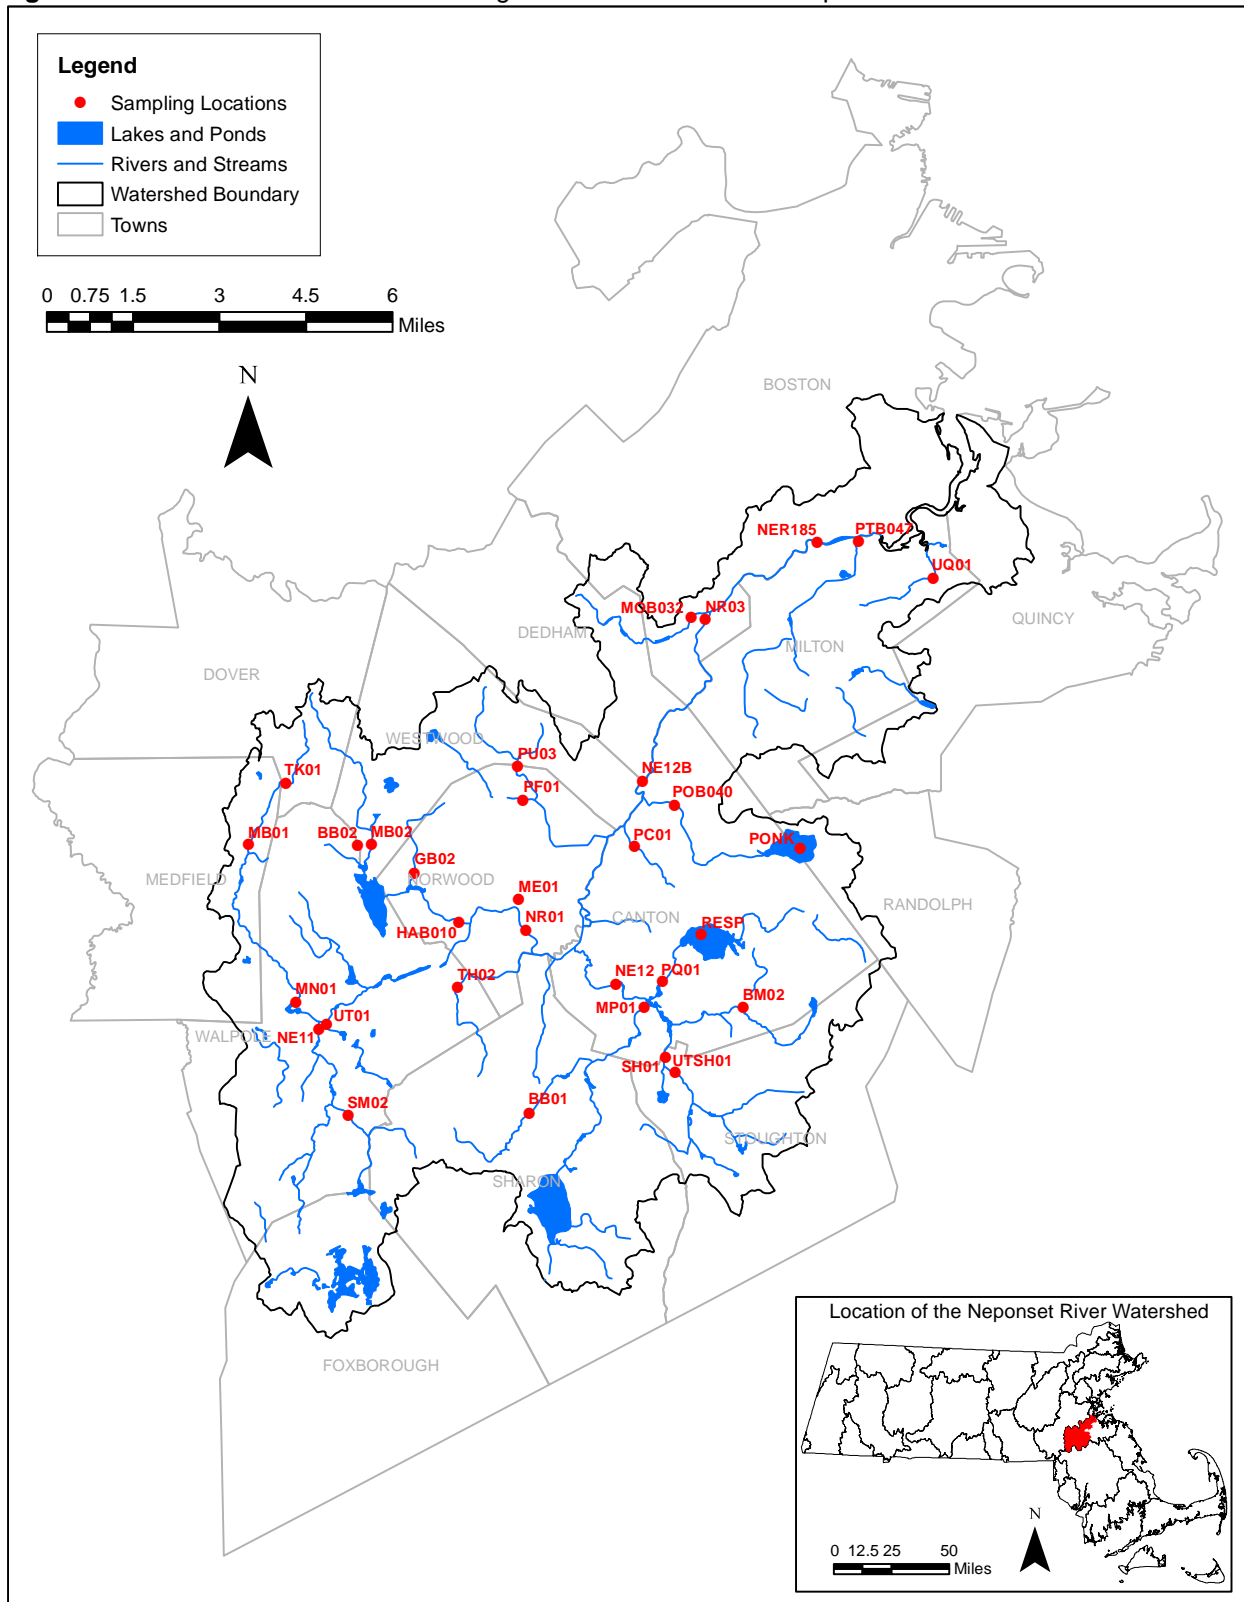 Legend
Sampling Locations
Lakes and Ponds
Rivers and Streams
Watershed Boundary
Towns
0 0.75 1.5 3 4.5 6
Miles
N
BOSTON
NER185
PTB047
UQ01
MOB032
NR03
QUINCY
DEDHAM
MILTON
DOVER
WESTWOOD
PU03
TK01
NE12B
PF01
POB040
MB01
BB02
MB02
PC01
PONK
GB02
MEDFIELD
NORWOOD
ME01
RANDOLPH
CANTON
RESP
HAB010
NR01
TH02
NE12
PQ01
MN01
BM02
MP01
UT01
WALPOLE
NE11
SH01
UTSH01
SM02
BB01
STOUGHTON
SHARON
FOXBOROUGH
Location of the Neponset River Watershed
N
0 12.5 25 50
Miles